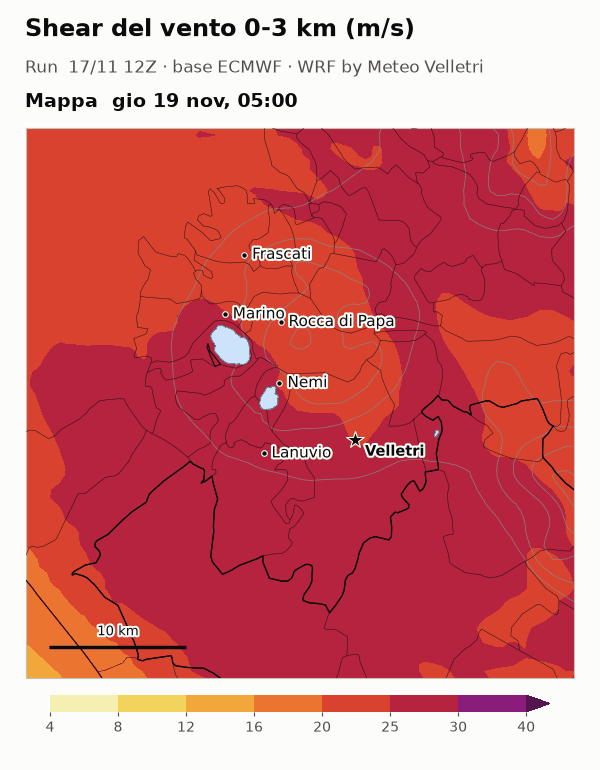 Shear del vento 0-3 km (m/s)
Run  17/11 12Z · base ECMWF · WRF by Meteo Velletri
Mappa  gio 19 nov, 05:00
Frascati
Marino
Rocca di Papa
Nemi
Velletri
Lanuvio
10 km
4 8 12 16 20 25 30 40